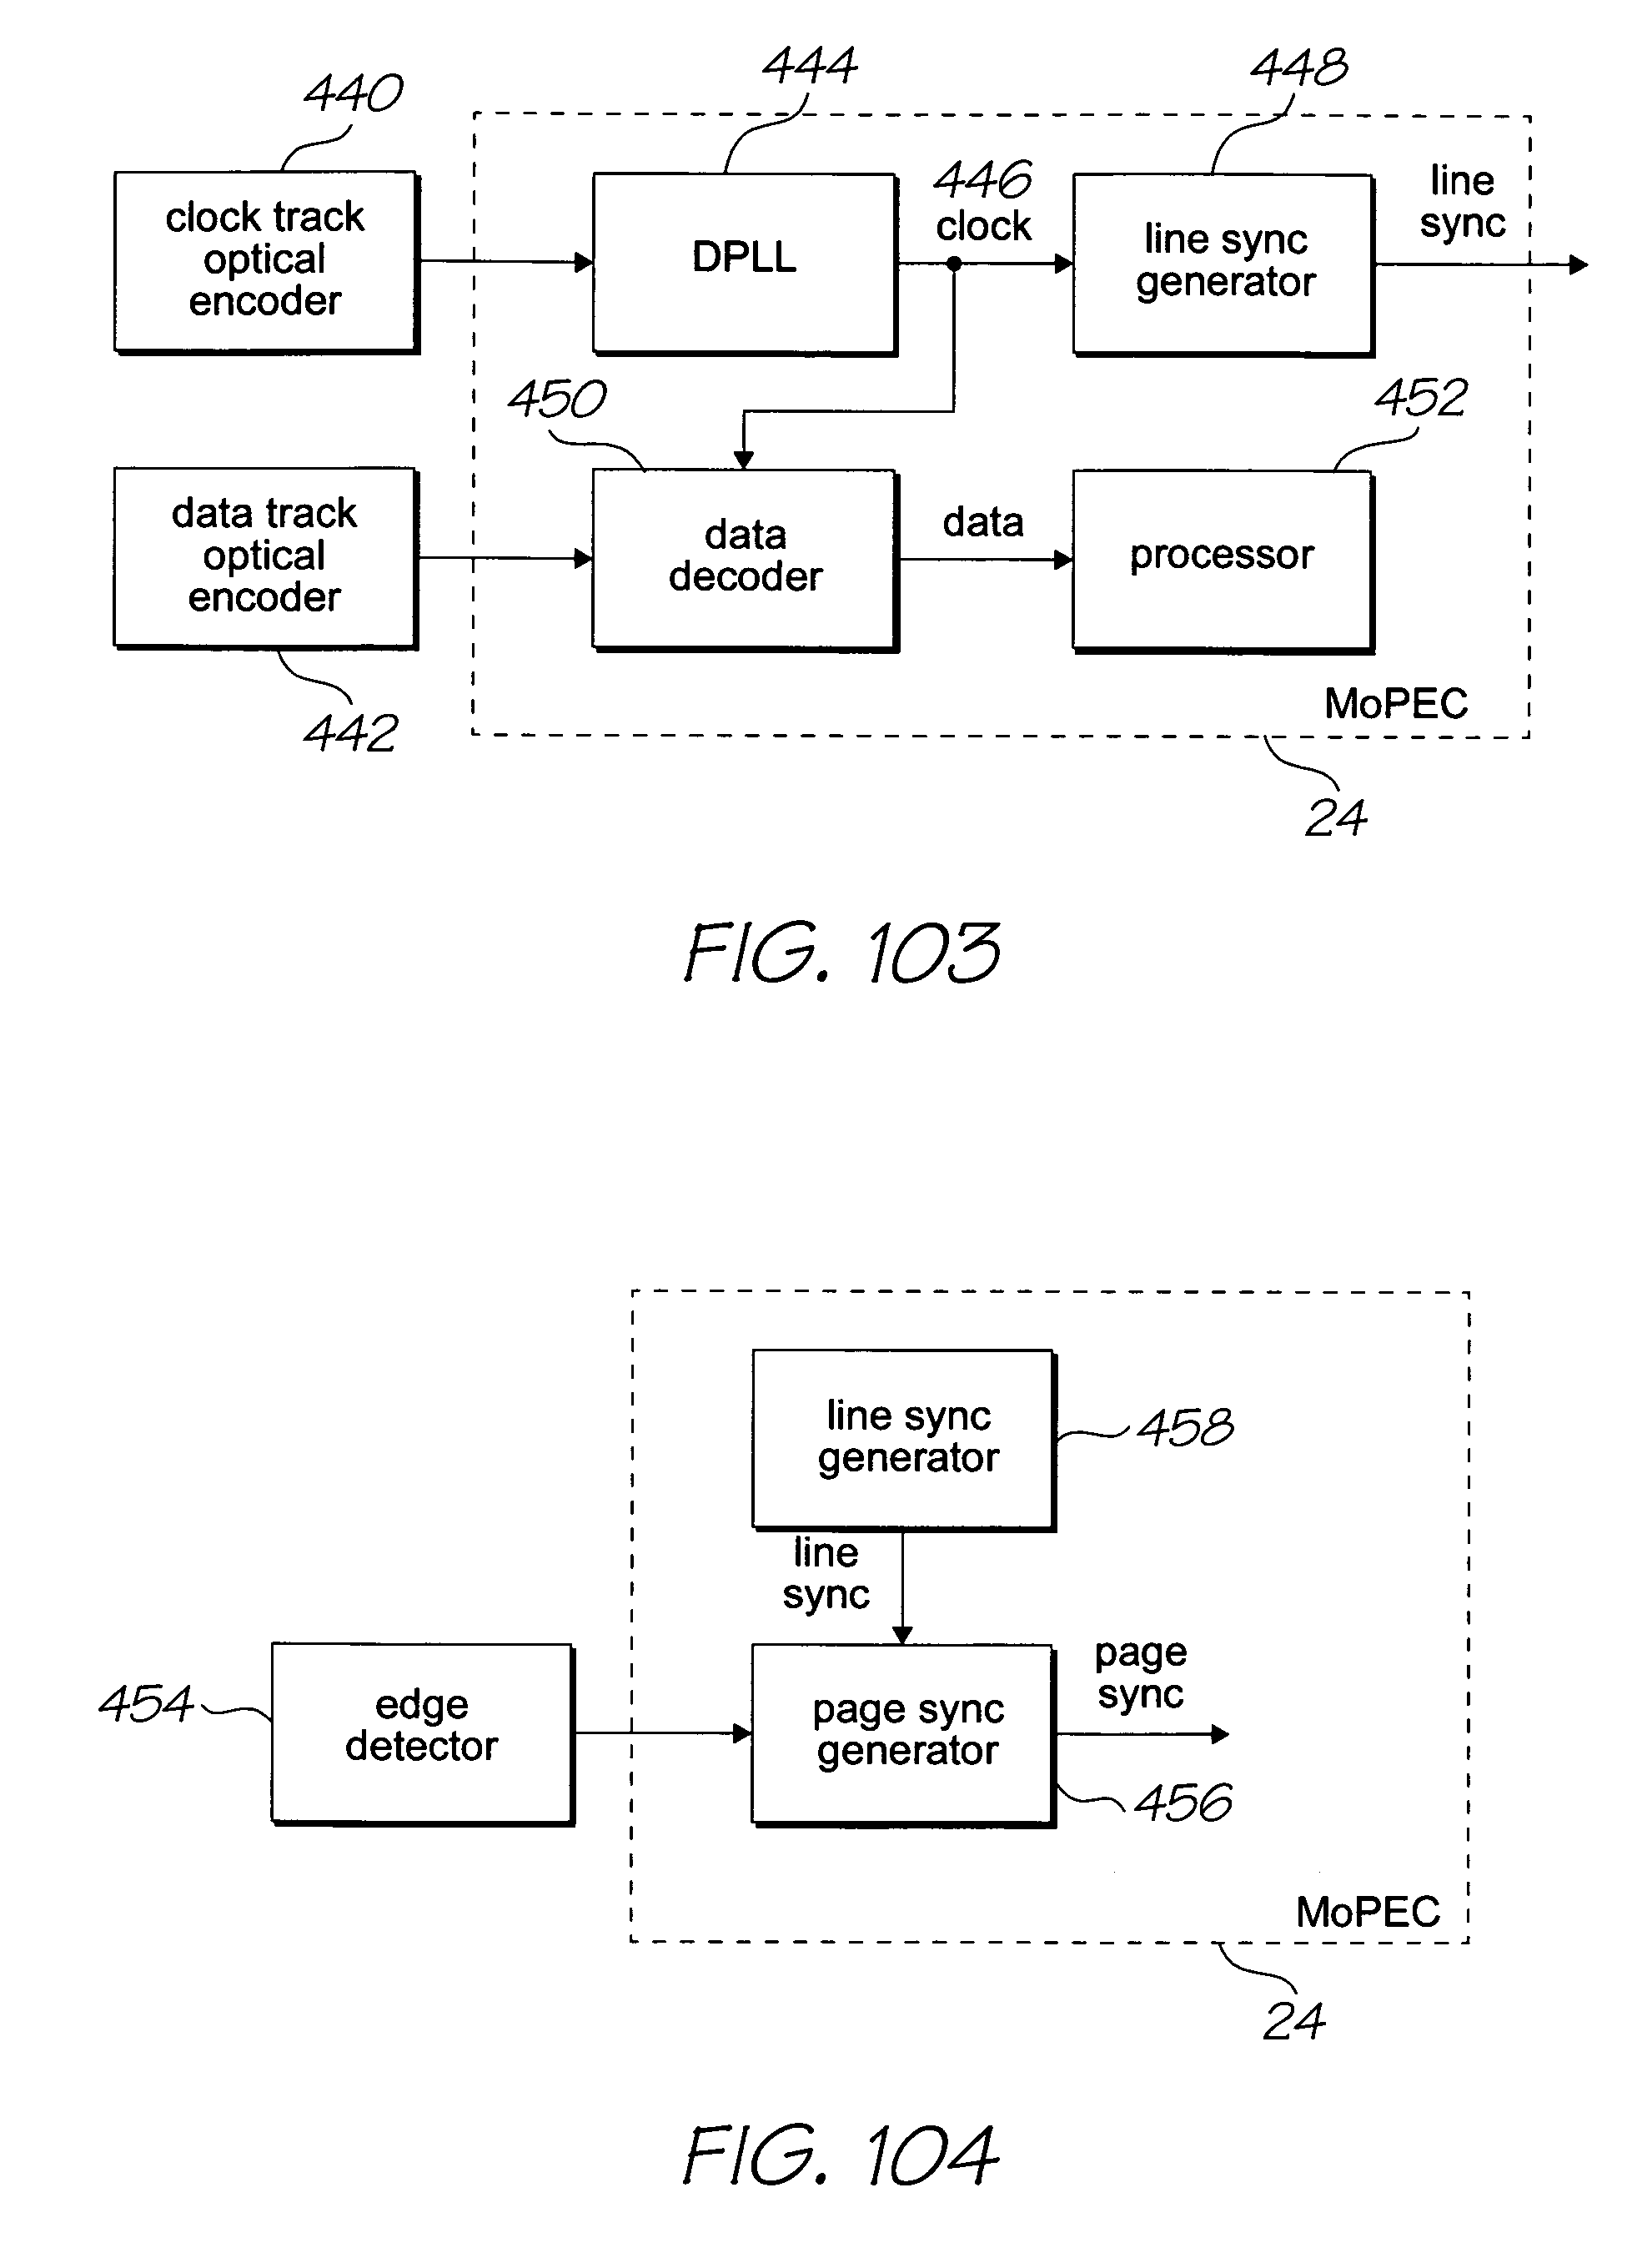 444
448
440
446
line
sync
clock track
optical
encoder
DPLL
clock
line sync
generator
450
452
data track
optical
encoder
data
decoder
data
processor
442
MoPEC
24
FIG. 103
line sync
generator
458
line
sync
454
edge
detector
page sync
generator
page
sync
456
MoPEC
24
FIG. 104